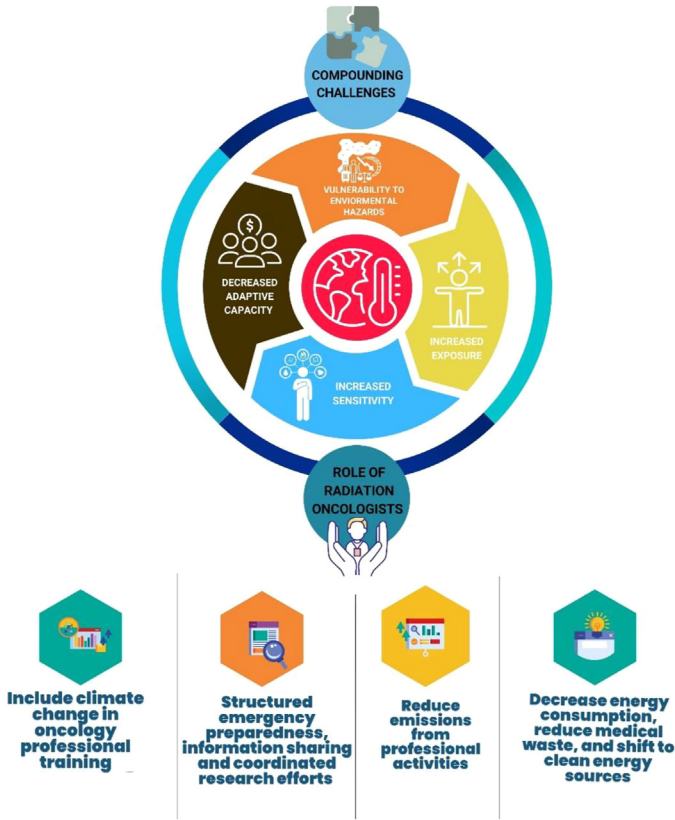 COMPOUNDING
CHALLENGES
VULNERABILITY TO
ENVIORMENTAL
HAZARDS
DECREASED
ADAPTIVE
CAPACITY
INCREASED
EXPOSURE
INCREASED
SENSITIVITY
ROLE OF
RADIATION
ONCOLOGISTS
Include climate
change in
oncology
professional
training
Structured
emergency
preparedness,
information sharing
and coordinated
research efforts
Reduce
emissions
from
professional
activities
Decrease energy
consumption,
reduce medical
waste, and shift to
clean energy
sources